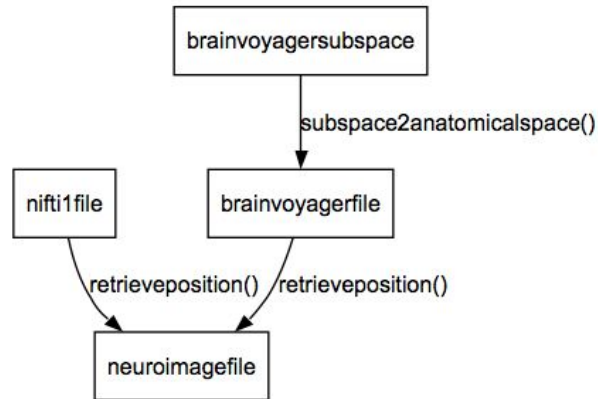 brainvoyagersubspace
subspace2anatomicalspace()
nifti1file
brainvoyagerfile
retrieveposition()
retrieveposition()
neuroimagefile